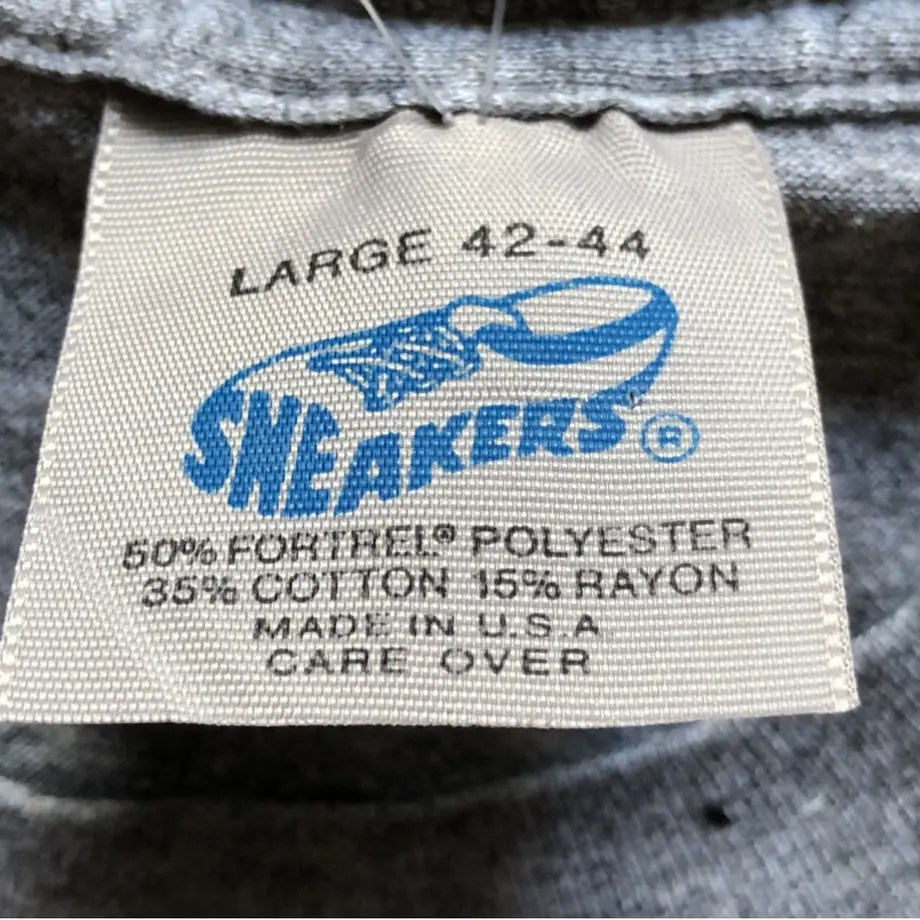 LARGE 42-44
SNEAKERS ®
50% FORTREL® POLYESTER
35% COTTON 15% RAYON
MADE IN U.S.A
CARE OVER